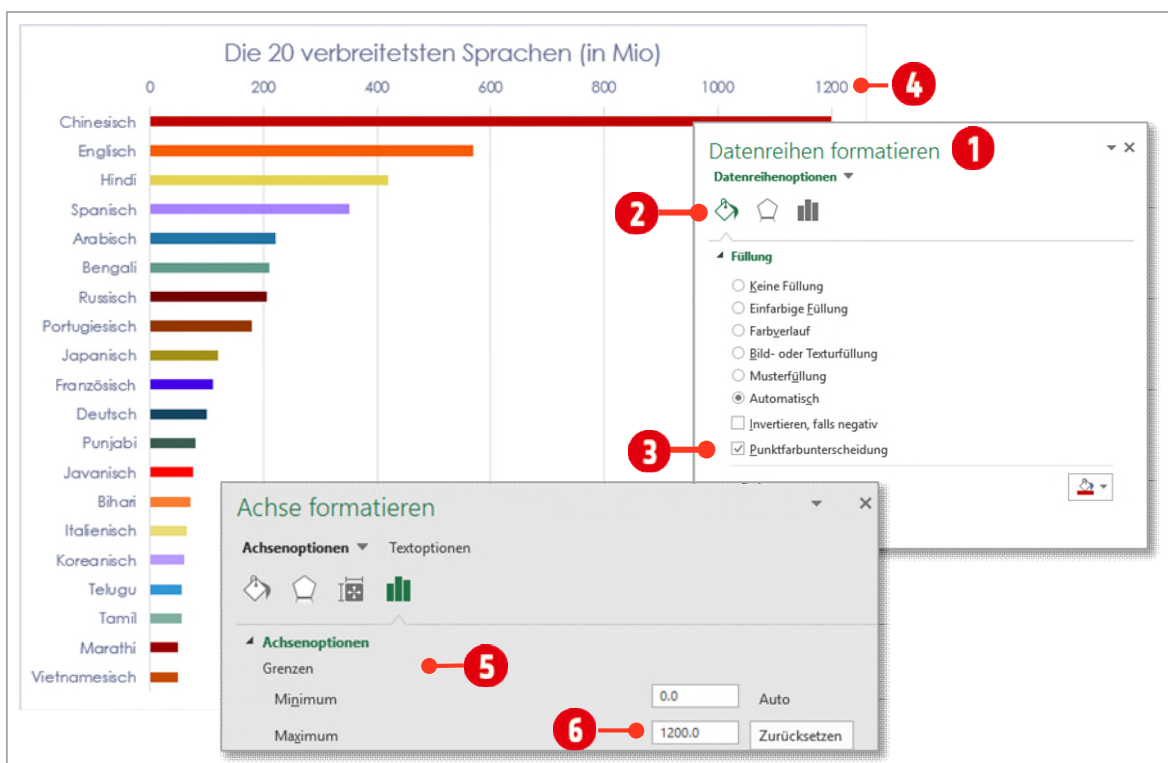 Die 20 verbreitetsten Sprachen (in Mio)
0 200 400 600 800 1000 1200
4
Chinesisch
Englisch
Hindi
Spanisch
Arabisch
Bengali
Russisch
Portugiesisch
Japanisch
Französisch
Deutsch
Punjabi
Javanisch
Bihari
Italienisch
Koreanisch
Telugu
Tamil
Marathi
Vietnamesisch
Datenreihen formatieren
1
Datenreihenoptionen
2
Füllung
Keine Füllung
Einfarbige Füllung
Farbverlauf
Bild- oder Texturfüllung
Musterfüllung
Automatisch
Invertieren, falls negativ
3
Punktfarbunterscheidung
Achse formatieren
Achsenoptionen Textoptionen
Achsenoptionen
Grenzen
5
Minimum 0.0 Auto
6
Maximum 1200.0 Zurücksetzen